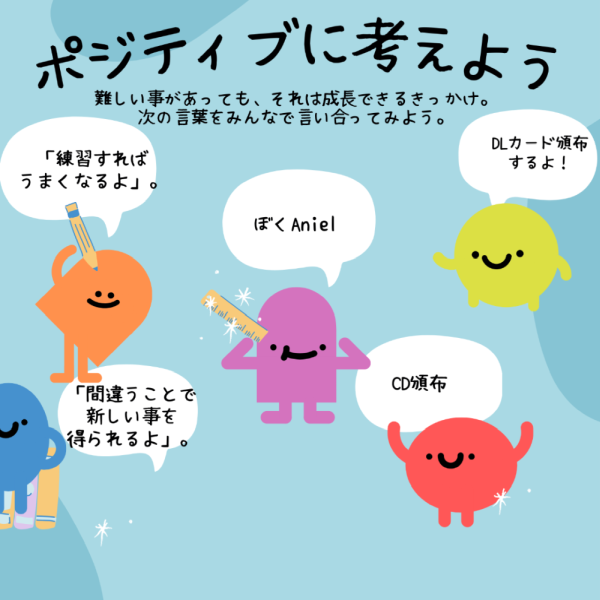 ポジティブに考えよう
難しい事があっても、それは成長できるきっかけ。
次の言葉をみんなで言い合ってみよう。
「練習すれば
うまくなるよ」。
DLカード頒布
するよ！
ぼくAniel
CD頒布
「間違うことで
新しい事を
得られるよ」。